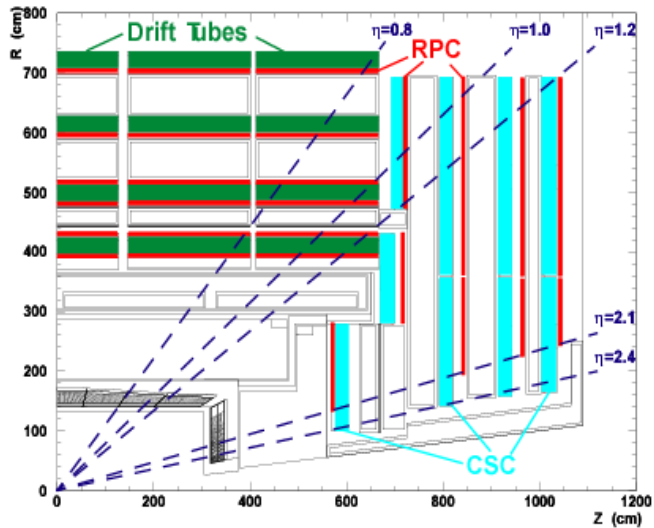 R (cm)
800
700
600
500
400
300
200
100
0
Drift Tubes
RPC
CSC
η=0.8
η=1.0
η=1.2
η=2.1
η=2.4
0
200
400
600
800
1000
1200
Z (cm)